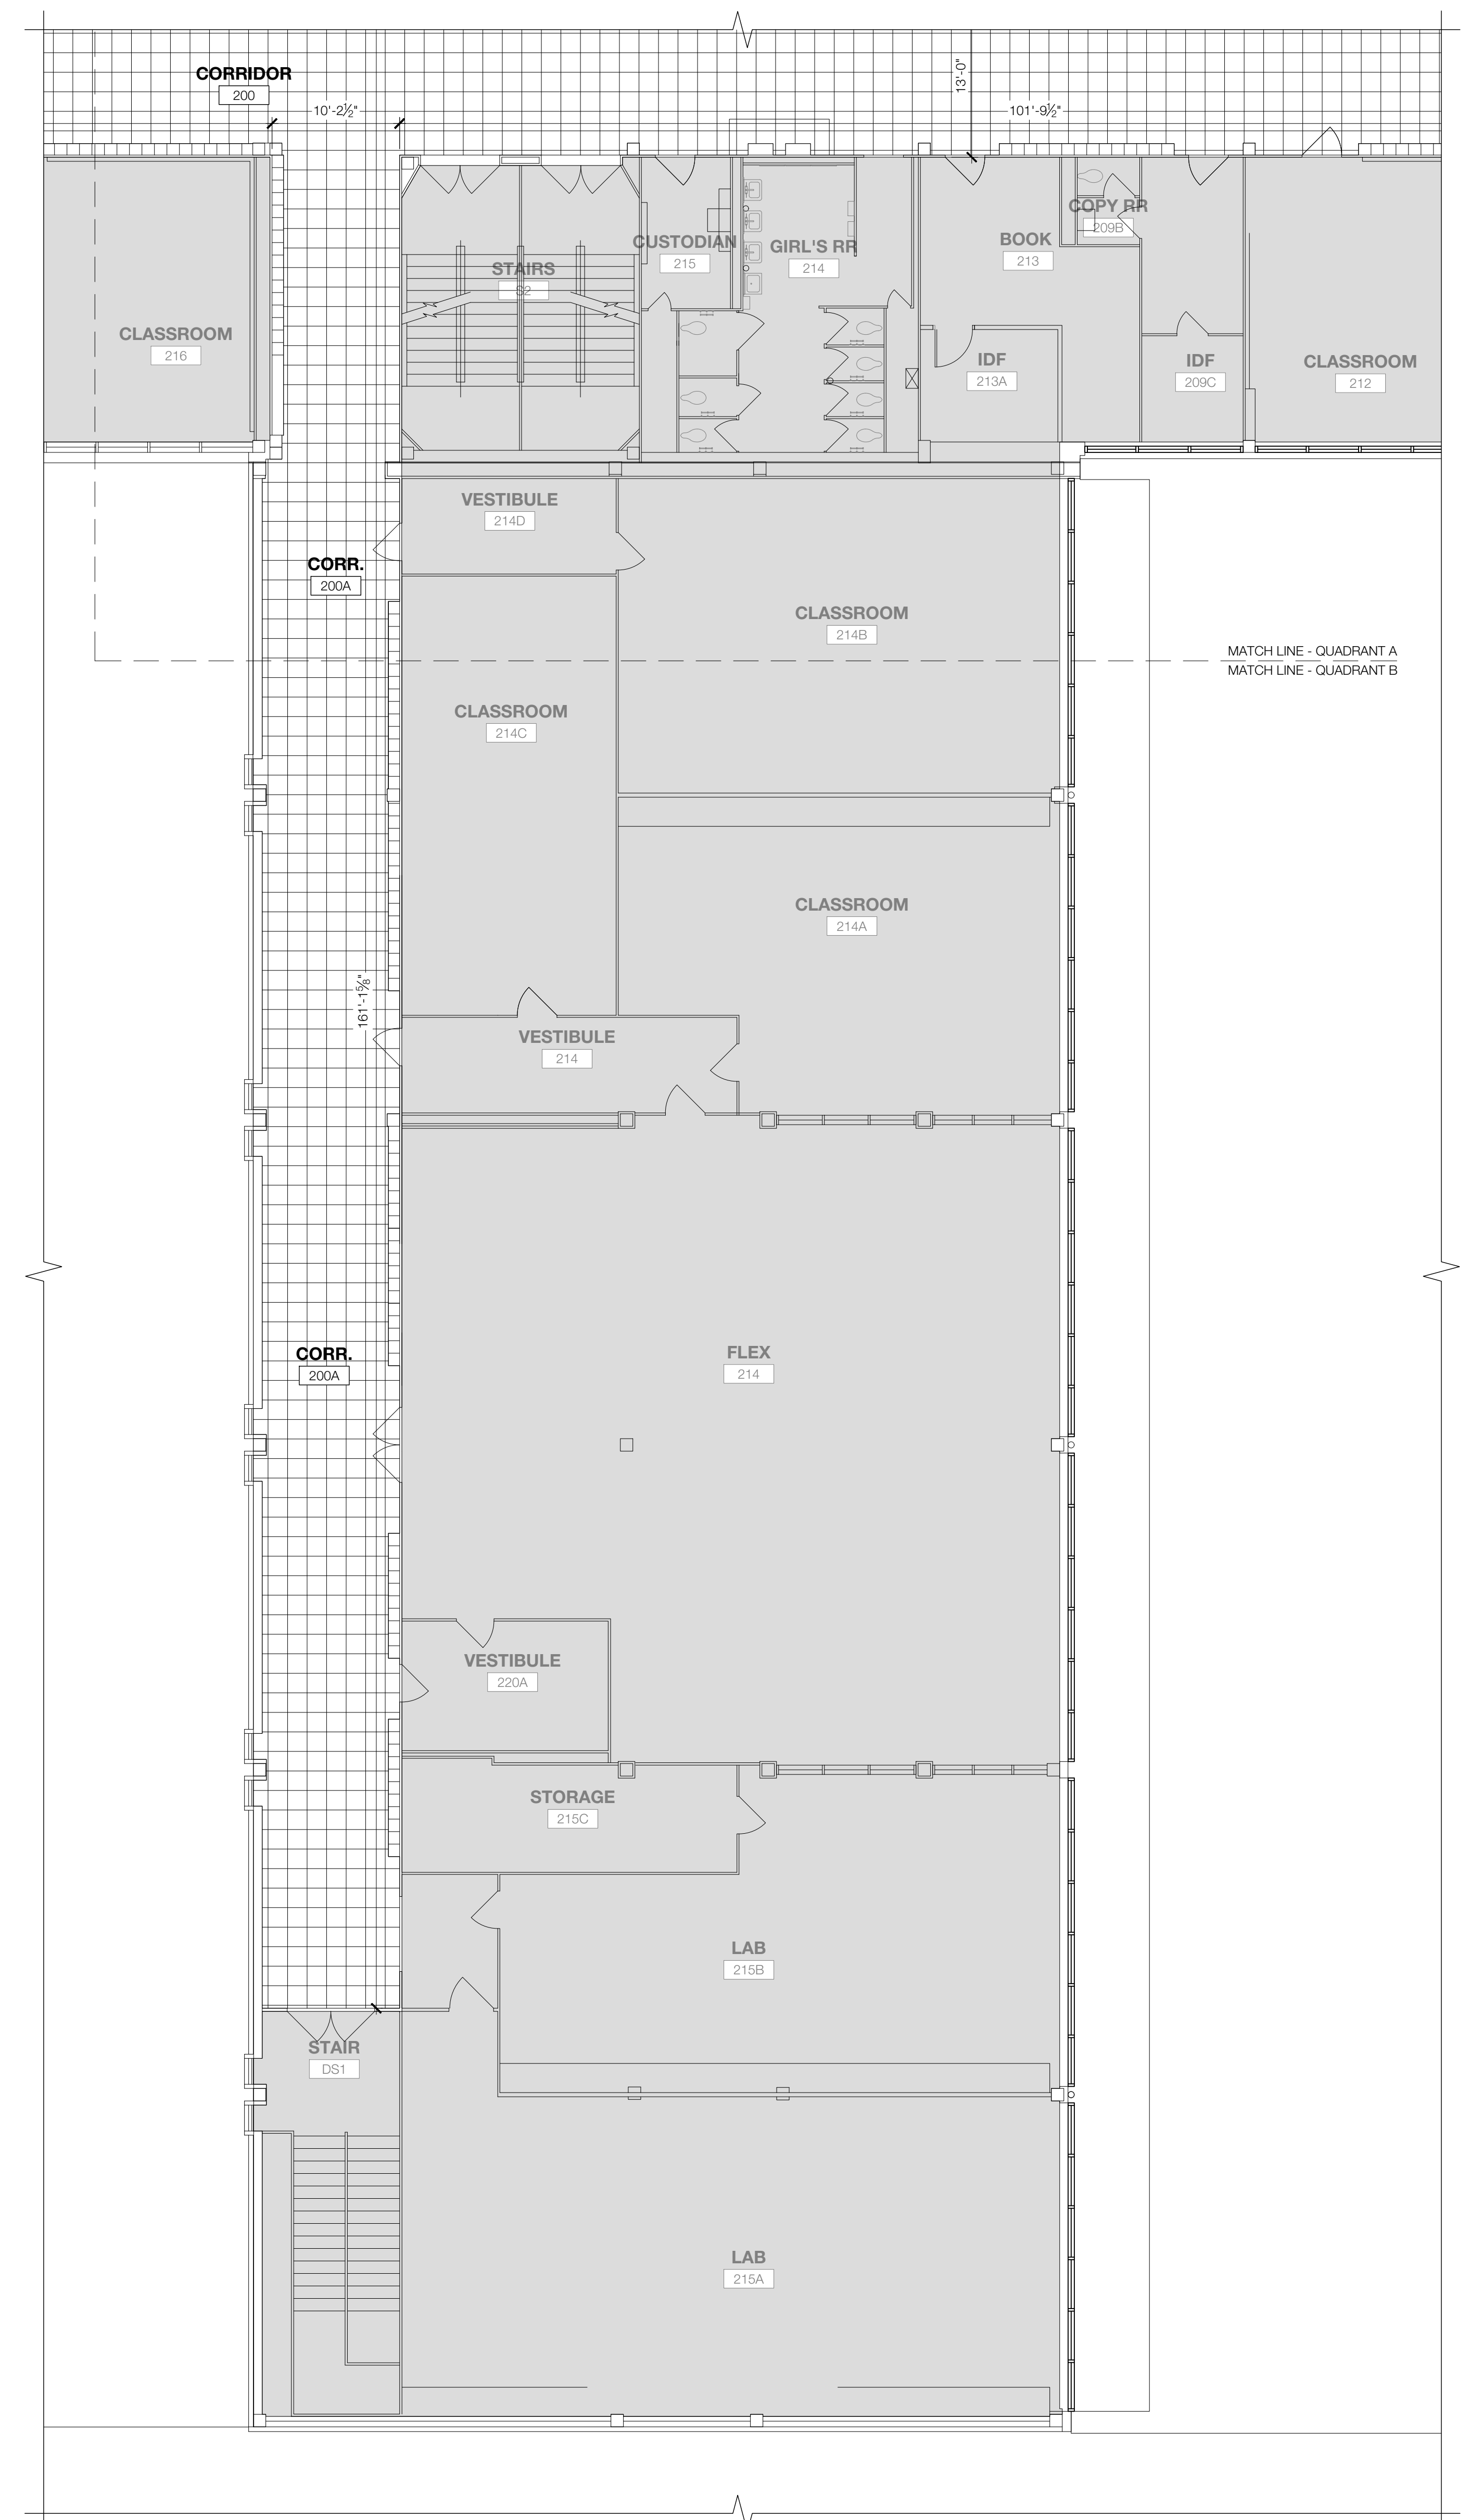 CORRIDOR
200
10'-2½"
13'-0"
101'-9½"
CUSTODIAN
215
GIRL'S RR
214
BOOK
213
COPY RR
209B
STAIRS
S2
CLASSROOM
216
IDF
213A
IDF
209C
CLASSROOM
212
VESTIBULE
214D
CORR.
200A
CLASSROOM
214B
MATCH LINE - QUADRANT A
MATCH LINE - QUADRANT B
CLASSROOM
214C
CLASSROOM
214A
161'-1⅝"
VESTIBULE
214
CORR.
200A
FLEX
214
VESTIBULE
220A
STORAGE
215C
LAB
215B
STAIR
DS1
LAB
215A